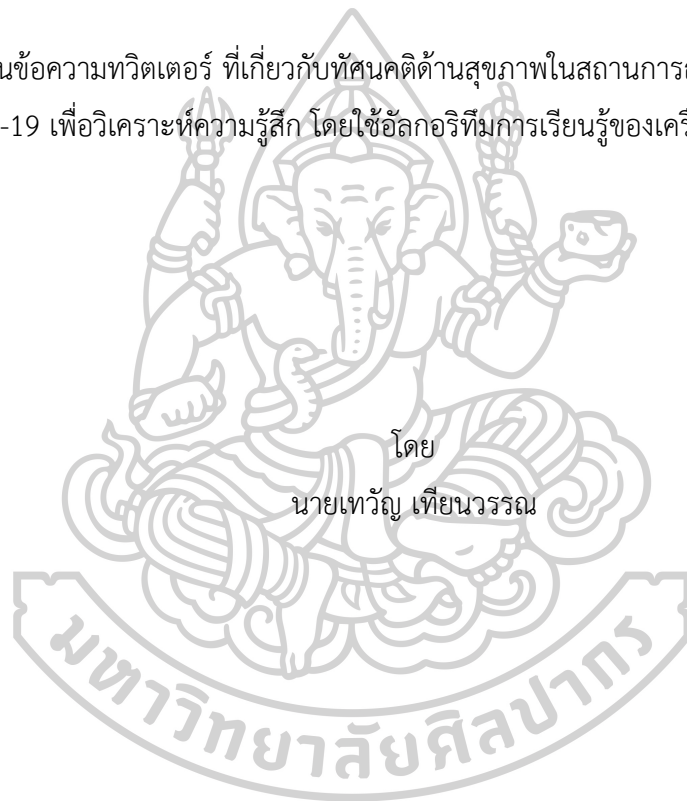 นข้อความทวิตเตอร์ ที่เกี่ยวกับทัศนคติด้านสุขภาพในสถานการ
-19 เพื่อวิเคราะห์ความรู้สึก โดยใช้อัลกอริทึมการเรียนรู้ของ
โดย
นายเทวัญ เทียนวรรณ
มหาวิทยาลัยศิลปากร